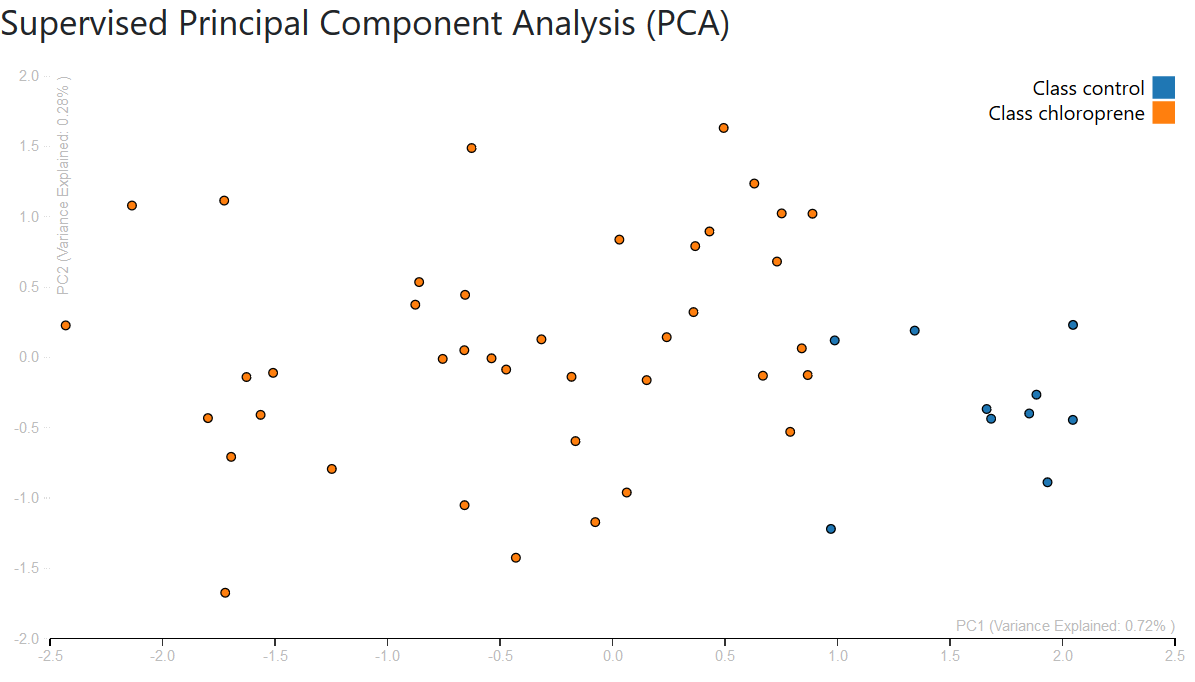 Supervised Principal Component Analysis (PCA)
Class control
Class chloroprene
PC2 (Variance Explained: 0.28% )
2.0
1.5
1.0
0.5
0.0
-0.5
-1.0
-1.5
-2.0
PC1 (Variance Explained: 0.72% )
-2.5 -2.0 -1.5 -1.0 -0.5 0.0 0.5 1.0 1.5 2.0 2.5